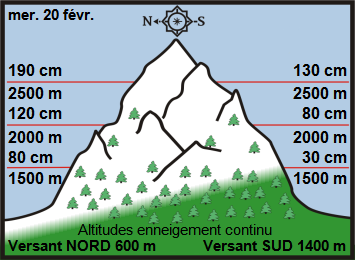 mer. 20 févr.
N S
190 cm 130 cm
2500 m 2500 m
120 cm 80 cm
2000 m 2000 m
80 cm 30 cm
1500 m 1500 m
Altitudes enneigement continu
Versant NORD 600 m Versant SUD 1400 m